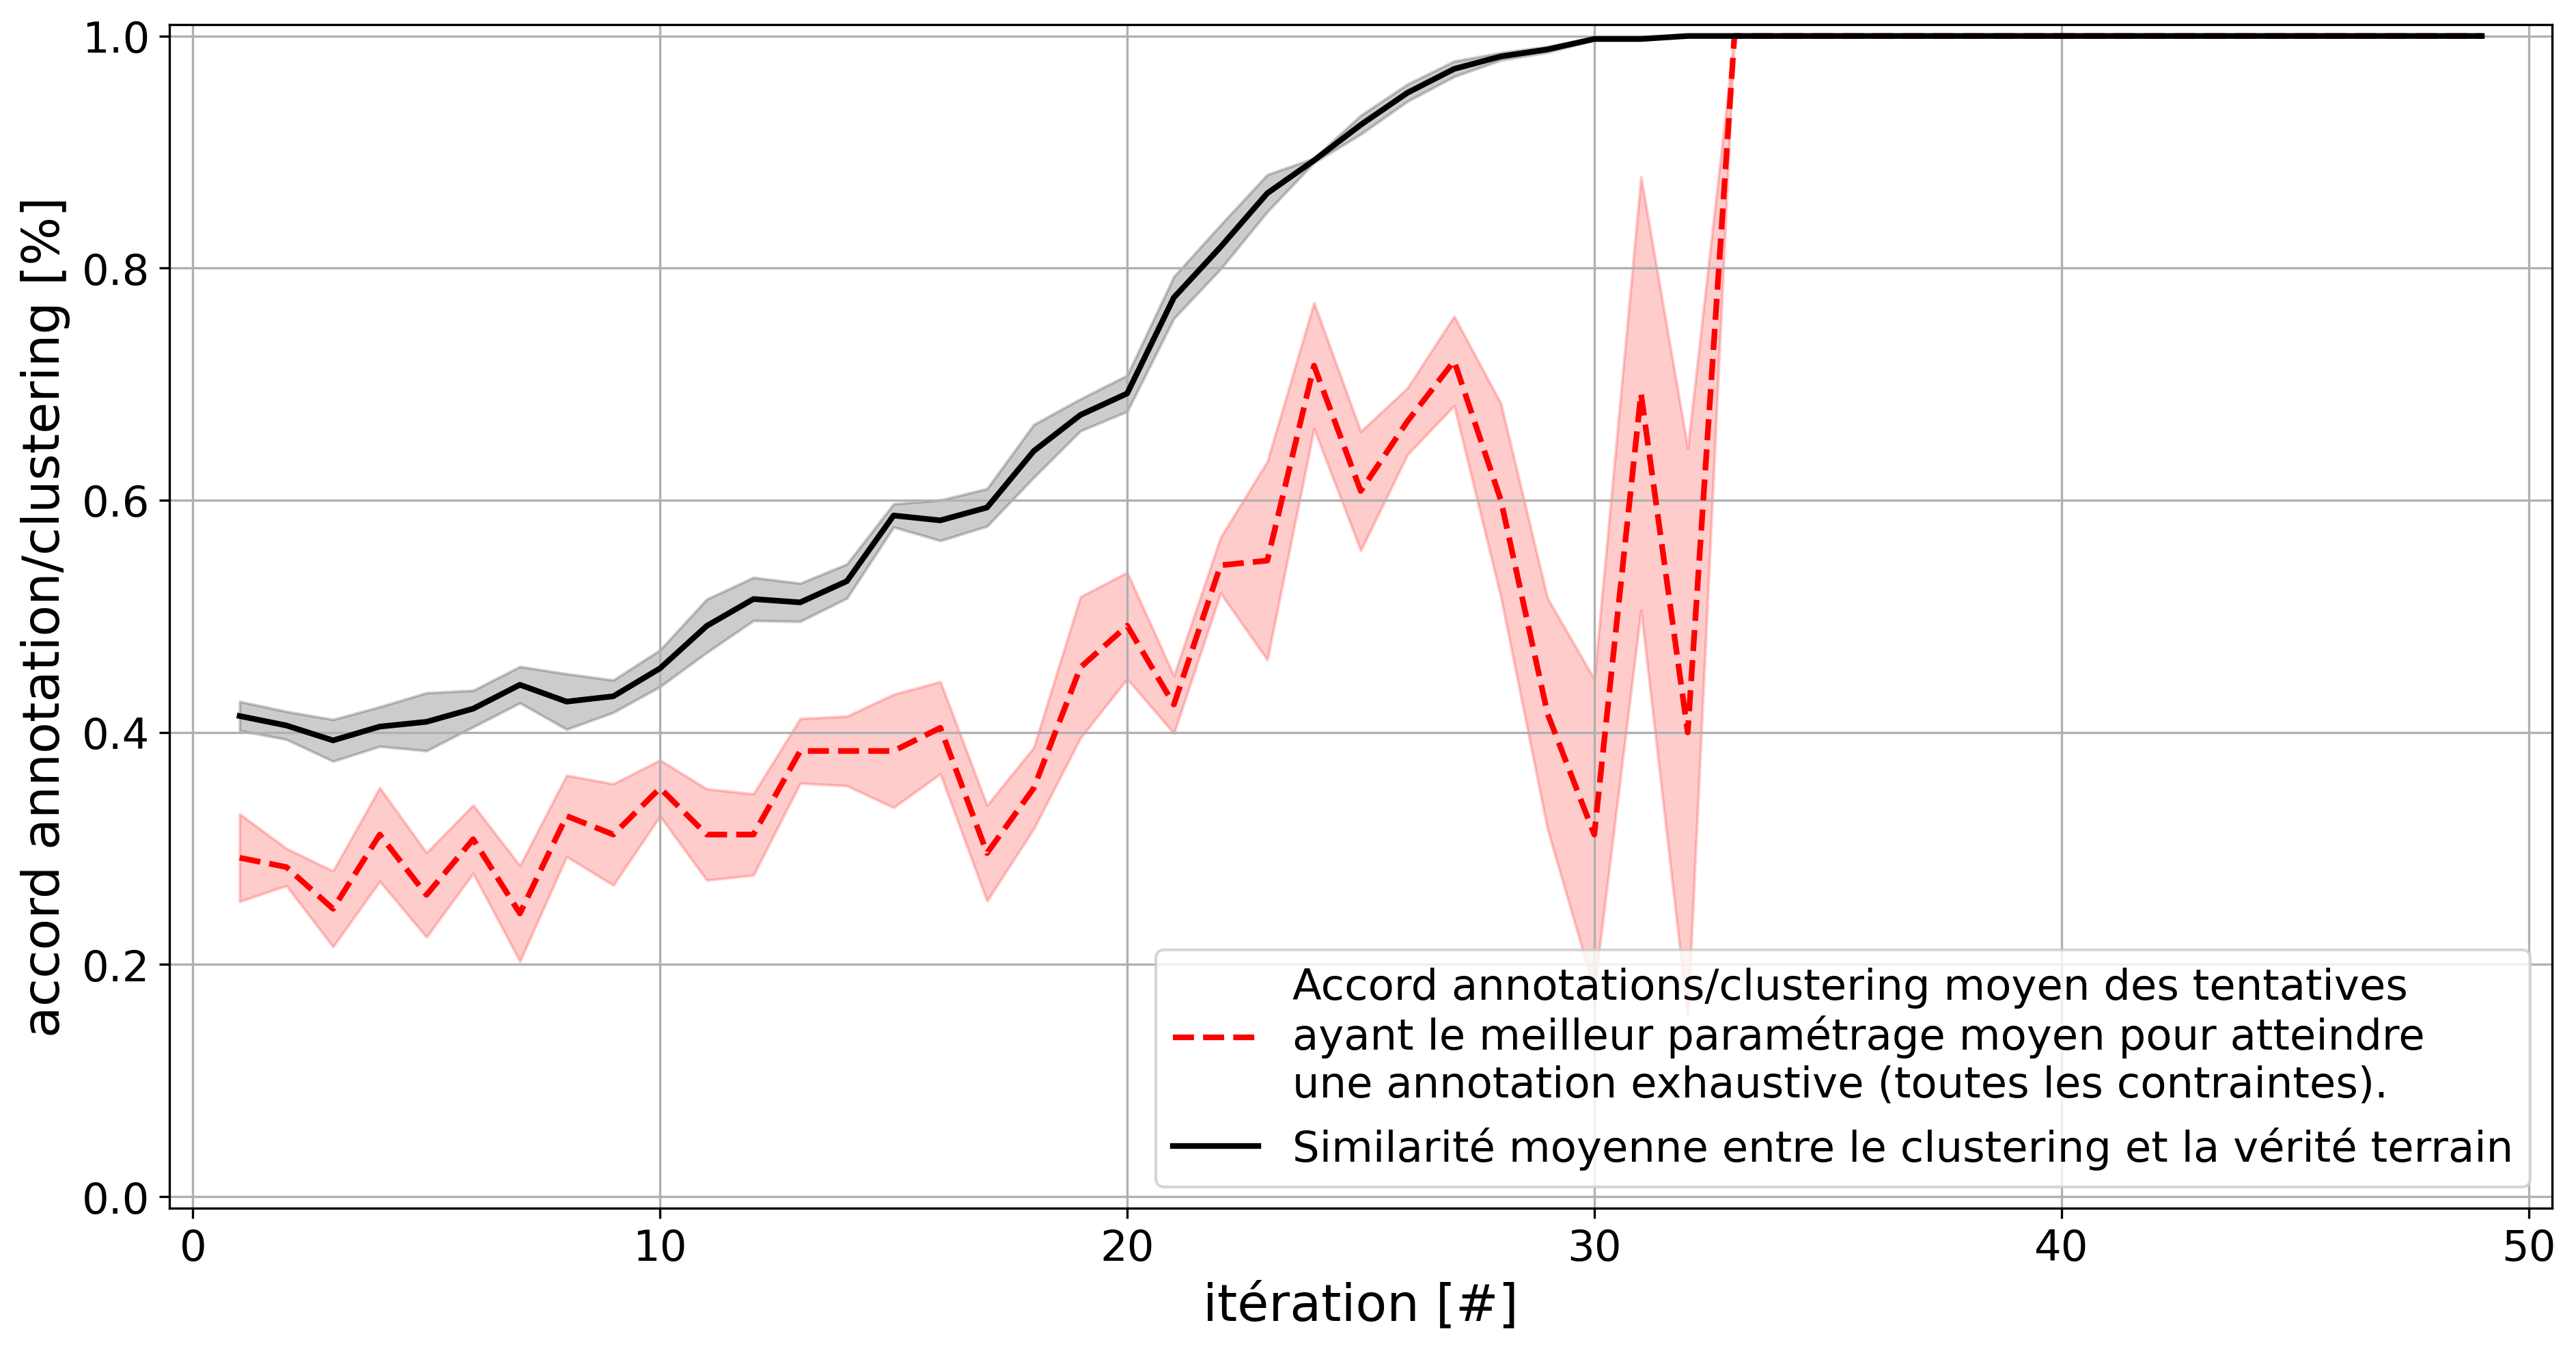 accord annotation/clustering [%]
1.0
0.8
0.6
0.4
0.2
0.0
0
10
20
30
40
50
itération [#]
Accord annotations/clustering moyen des tentatives
ayant le meilleur paramétrage moyen pour atteindre
une annotation exhaustive (toutes les contraintes).
Similarité moyenne entre le clustering et la vérité terrain